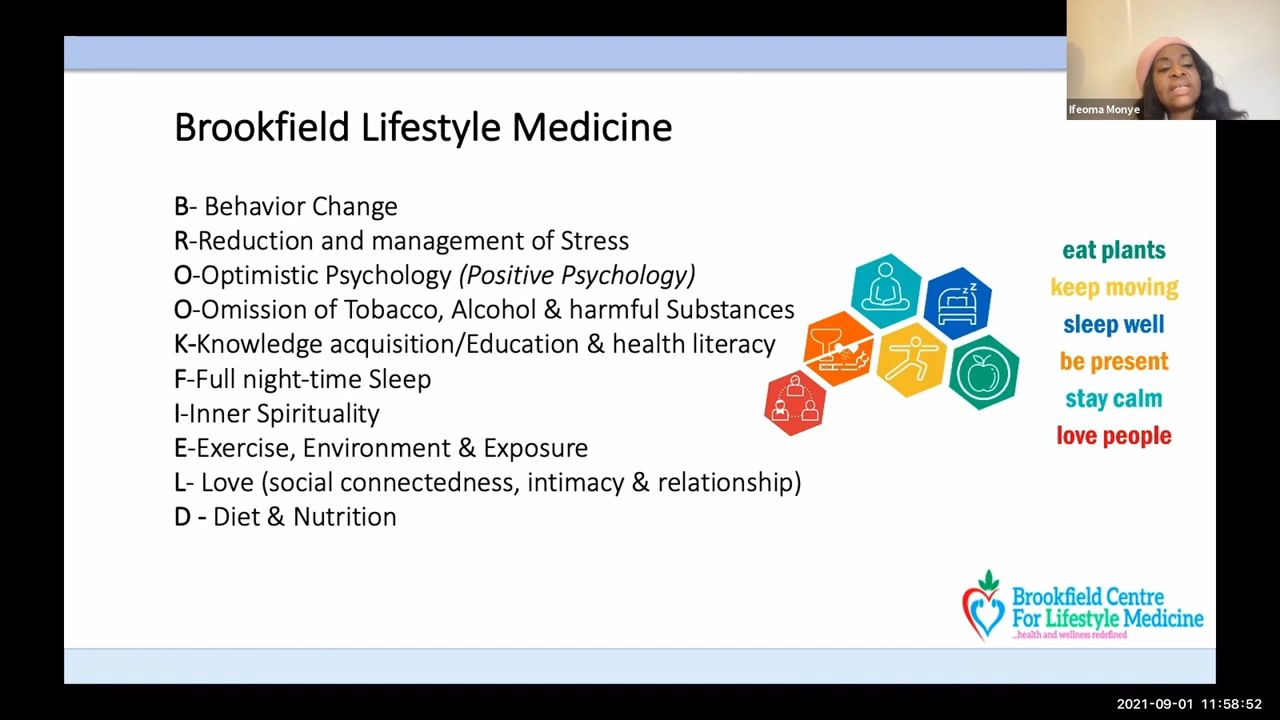 Ifeoma Monye
Brookfield Lifestyle Medicine
B- Behavior Change
R-Reduction and management of Stress
O-Optimistic Psychology (Positive Psychology)
O-Omission of Tobacco, Alcohol & harmful Substances
K-Knowledge acquisition/Education & health literacy
F-Full night-time Sleep
I-Inner Spirituality
E-Exercise, Environment & Exposure
L- Love (social connectedness, intimacy & relationship)
D - Diet & Nutrition
z Z
eat plants
keep moving
sleep well
be present
stay calm
love people
Brookfield Centre
For Lifestyle Medicine
...health and wellness redefined
2021-09-01 11:58:52